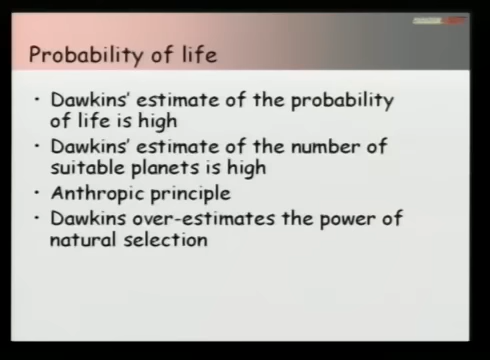 Probability of life
· Dawkins' estimate of the probability
of life is high
· Dawkins' estimate of the number of
suitable planets is high
· Anthropic principle
· Dawkins over-estimates the power of
natural selection